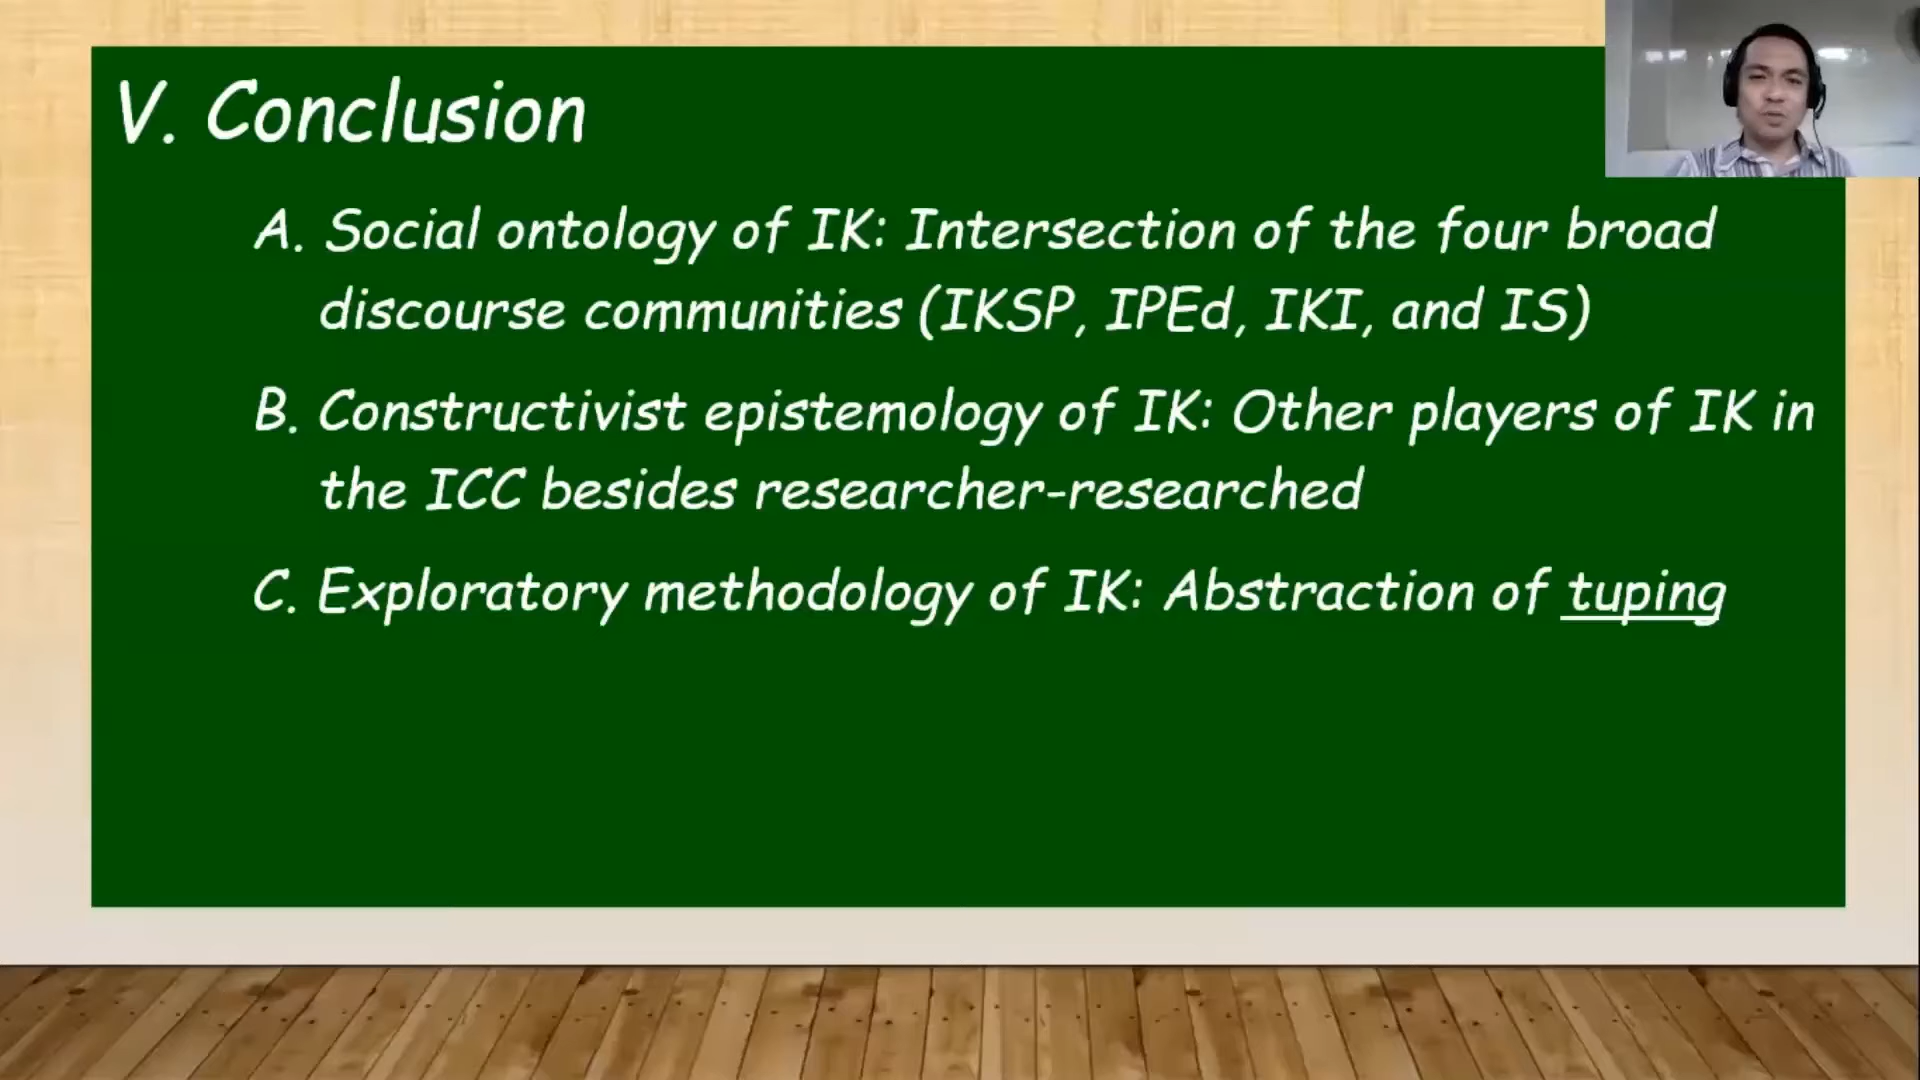 V. Conclusion
A. Social ontology of IK: Intersection of the four broad
discourse communities (IKSP, IPEd, IKI, and IS)
B. Constructivist epistemology of IK: Other players of IK in
the ICC besides researcher-researched
C. Exploratory methodology of IK: Abstraction of tuping